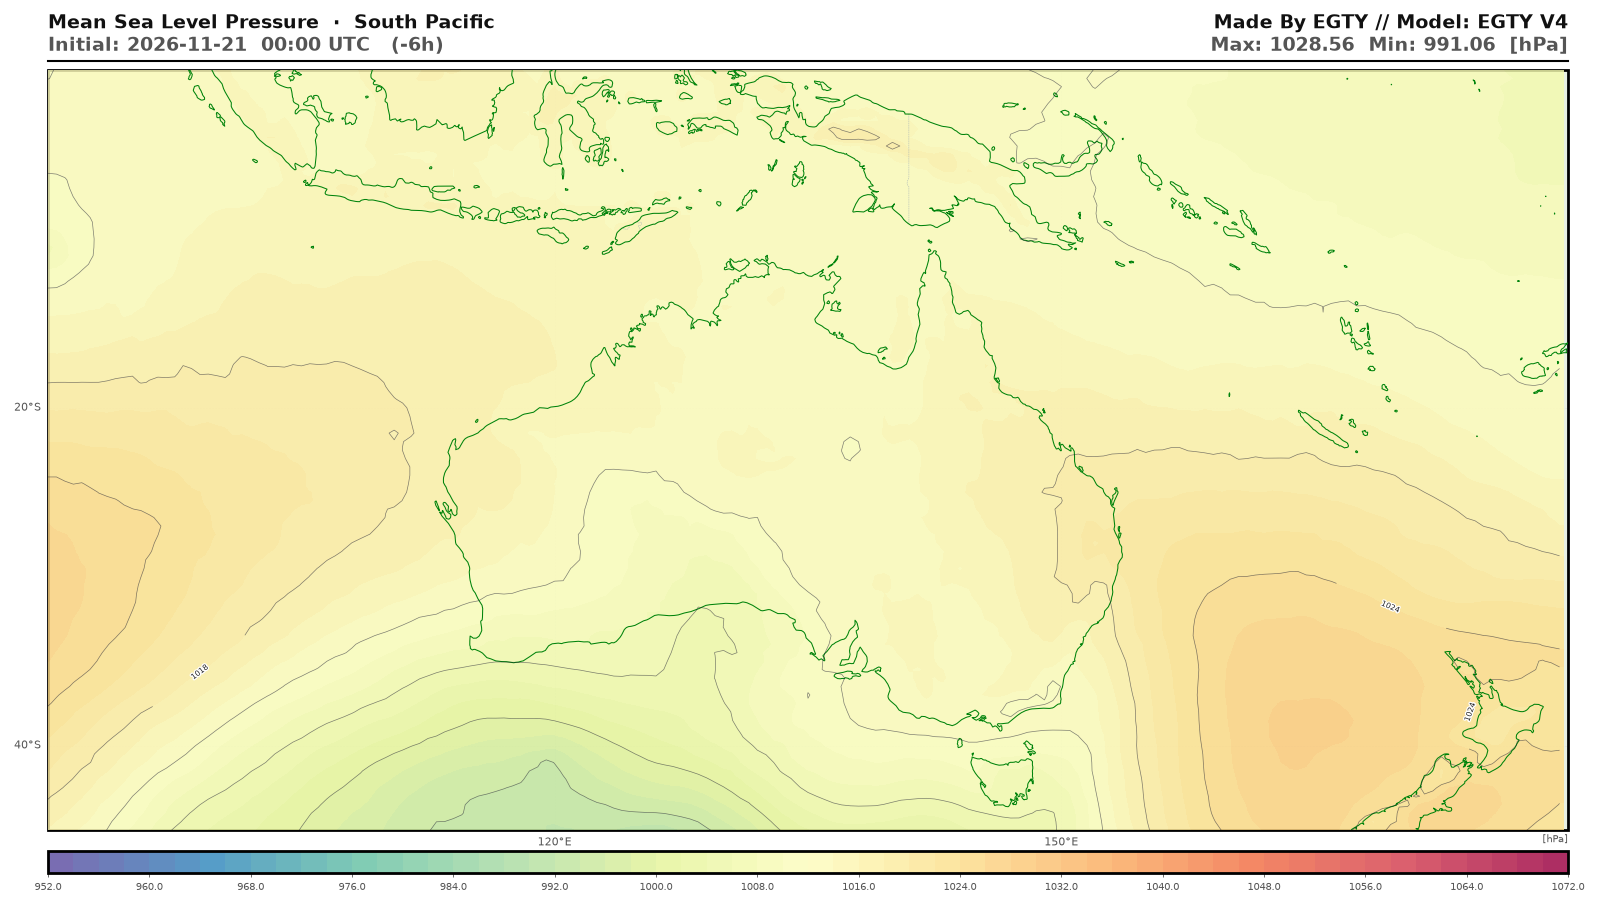 Mean Sea Level Pressure · South Pacific
Made By EGTY // Model: EGTY V4
Initial: 2026-11-21 00:00 UTC (-6h)
Max: 1028.56 Min: 991.06 [hPa]
20°S
1024
1018
1024
40°S
120°E
150°E
[hPa]
952.0 960.0 968.0 976.0 984.0 992.0 1000.0 1008.0 1016.0 1024.0 1032.0 1040.0 1048.0 1056.0 1064.0 1072.0